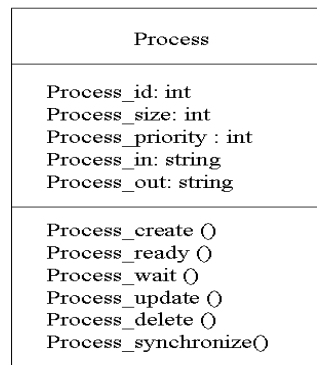 Process
Process_id: int
Process_size: int
Process_priority : int
Process_in: string
Process_out: string
Process_create ()
Process_ready ()
Process_wait ()
Process_update ()
Process_delete ()
Process_synchronize()